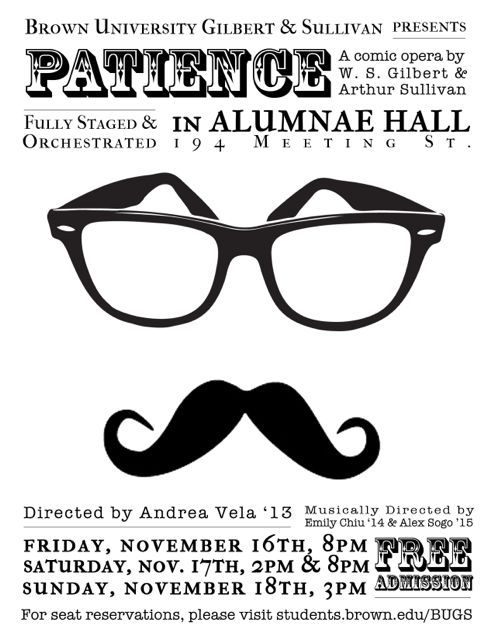 Brown University Gilbert & Sullivan presents
PATIENCE
A comic opera by
W. S. Gilbert &
Arthur Sullivan
Fully Staged &
Orchestrated
in Alumnae Hall
194 Meeting St.
Directed by Andrea Vela ‘13
Musically Directed by
Emily Chiu ‘14 & Alex Sogo ’15
Friday, November 16th, 8pm
Saturday, Nov. 17th, 2pm & 8pm
Sunday, November 18th, 3pm
FREE
ADMISSION
For seat reservations, please visit students.brown.edu/BUGS